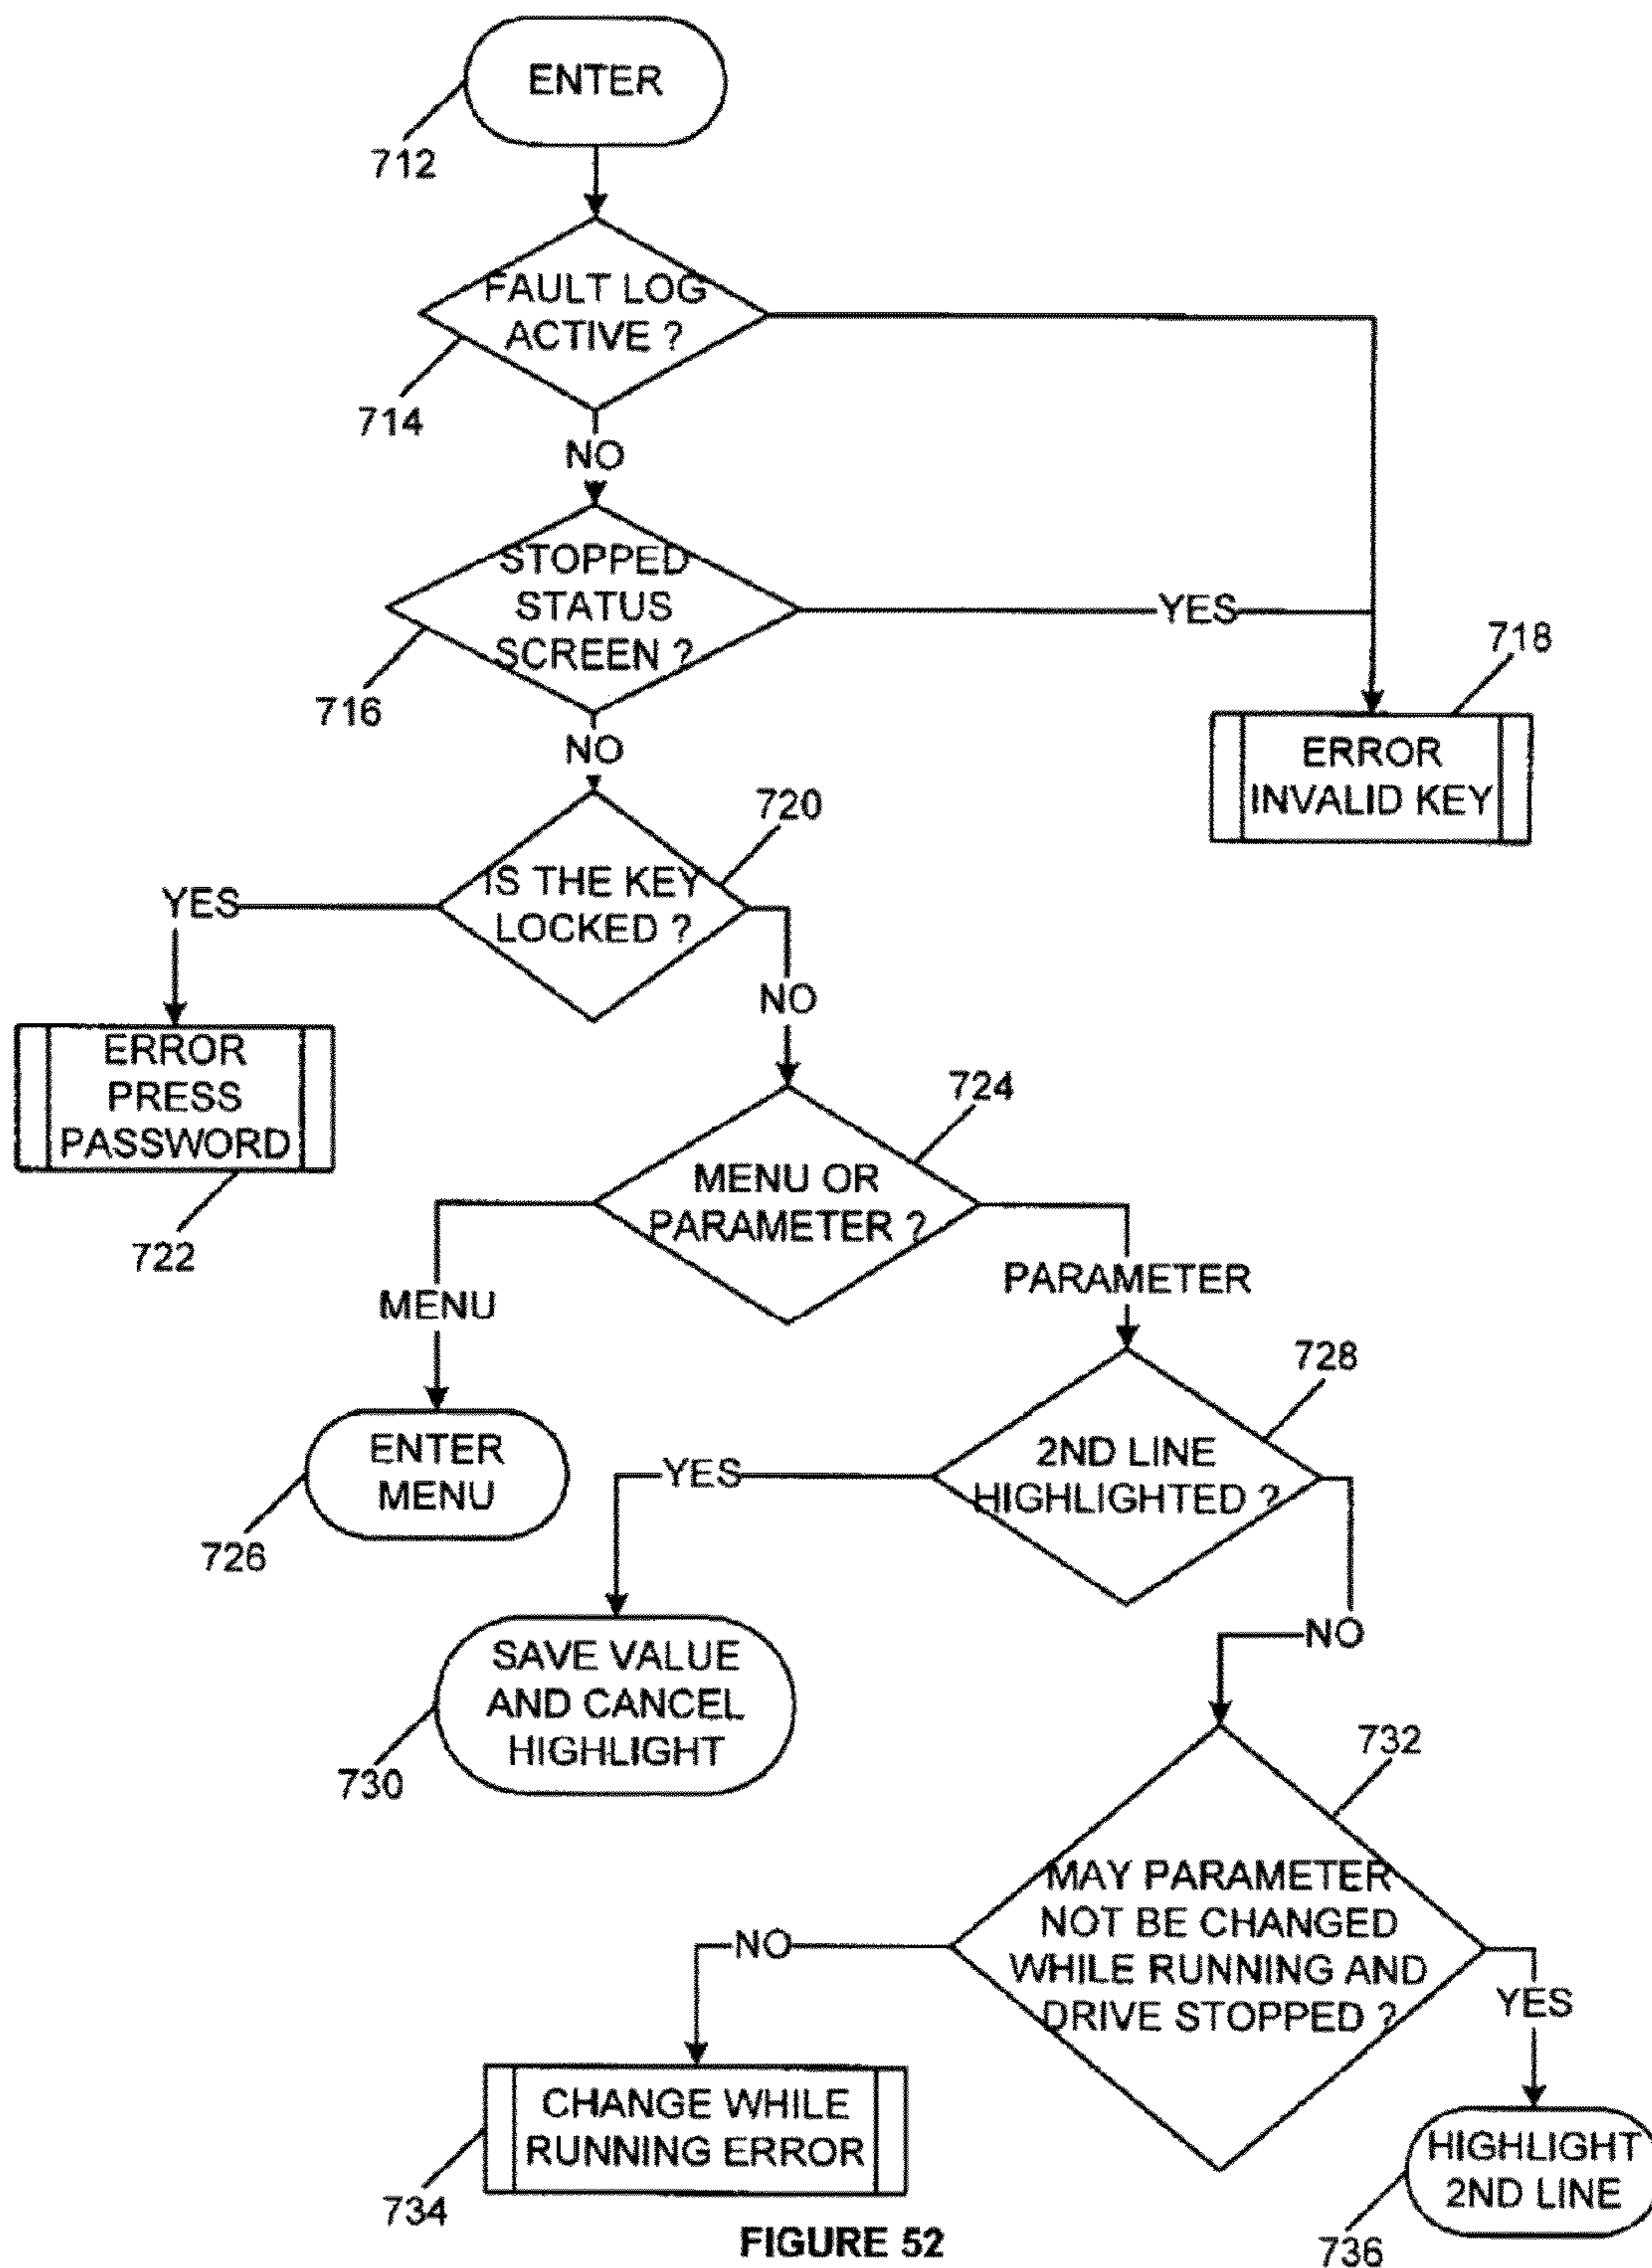 ENTER
712
FAULT LOG
ACTIVE ?
714
NO
STOPPED
STATUS
SCREEN ?
716
YES
718
ERROR
INVALID KEY
NO
720
IS THE KEY
LOCKED ?
YES
NO
ERROR
PRESS
PASSWORD
722
724
MENU OR
PARAMETER ?
MENU
PARAMETER
ENTER
MENU
726
728
2ND LINE
HIGHLIGHTED ?
YES
NO
SAVE VALUE
AND CANCEL
HIGHLIGHT
730
732
MAY PARAMETER
NOT BE CHANGED
WHILE RUNNING AND
DRIVE STOPPED ?
NO
YES
CHANGE WHILE
RUNNING ERROR
734
HIGHLIGHT
2ND LINE
736
FIGURE 52